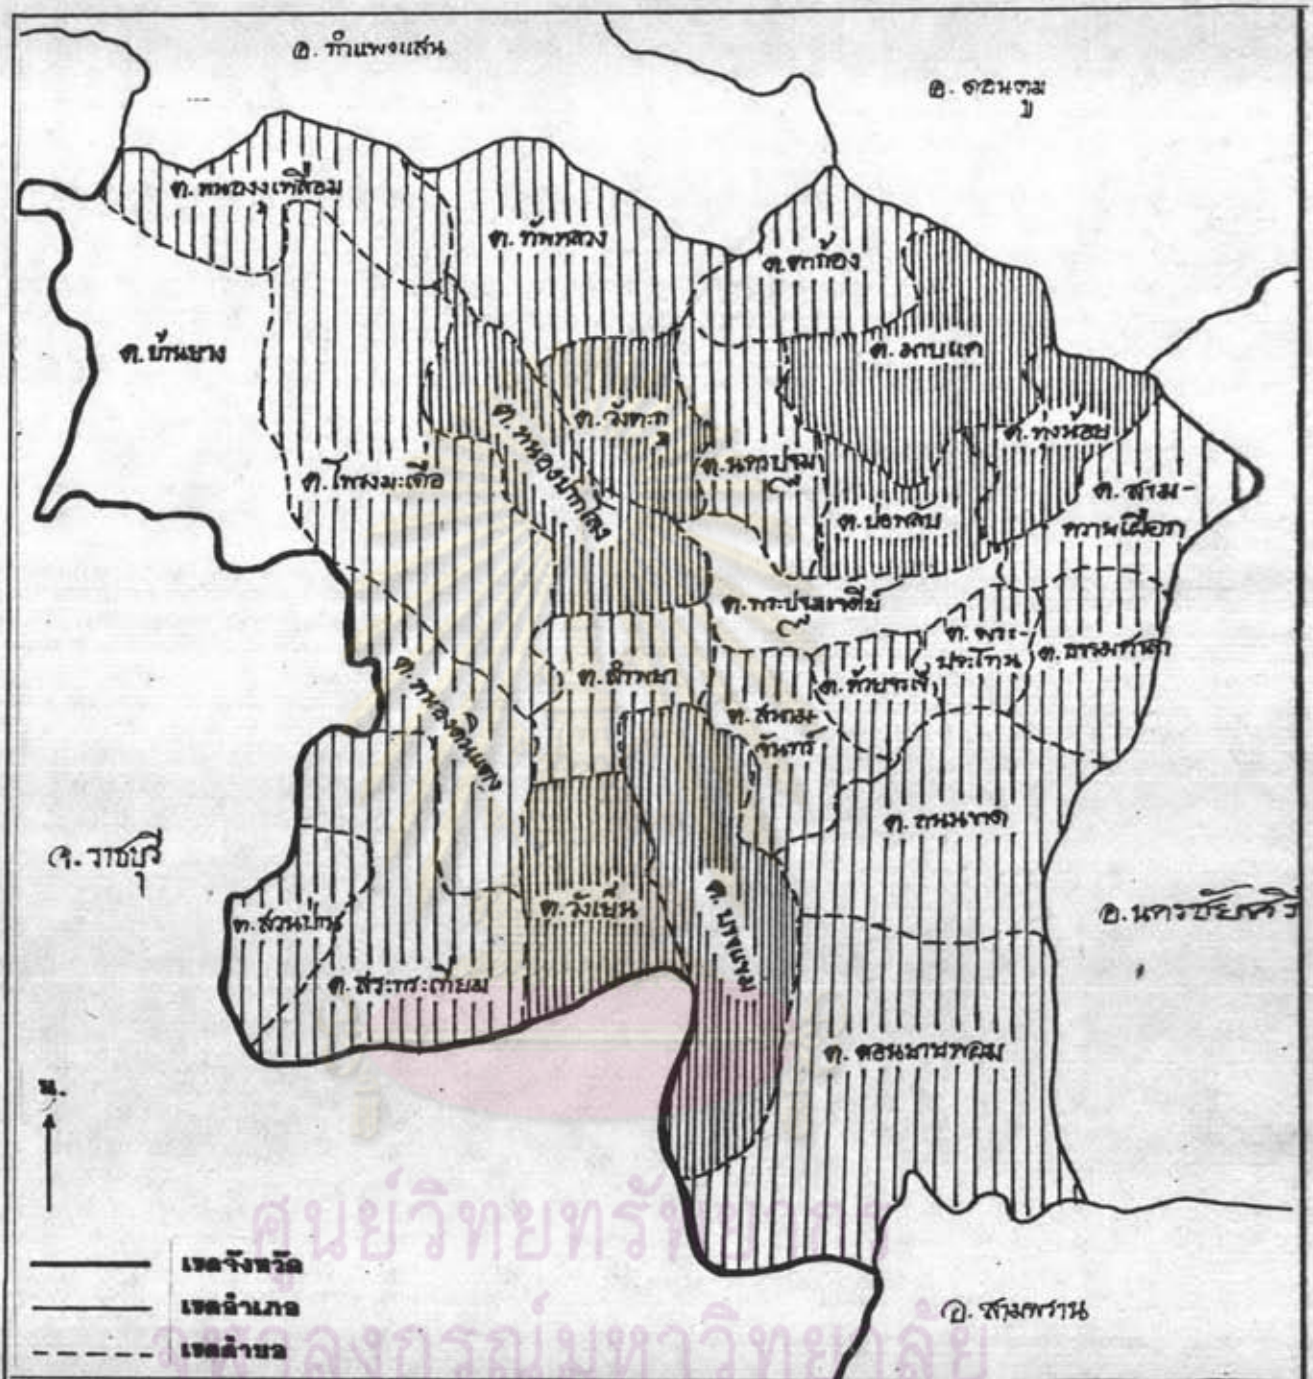 อ. กำแพงแสน
อ. ดอนตูม
ต. หนองงูเหลือม
ต. ทัพหลวง
ต. ตาก้อง
ต. บ้านยาง
ต. มาบแค
ต. หนองปากโลง
ต. วังตะกู
ต. ทุ่งน้อย
ต. โพรงมะเดื่อ
ต. นครปฐม
ต. สาม-
ควายเผือก
ต. บ่อพลับ
ต. พระปฐมเจดีย์
ต. พระ-
ประโทน
ต. ธรรมศาลา
ต. หนองดินแดง
ต. ลำพยา
ต. ห้วยจรเข้
ต. สนาม-
จันทร์
ต. ถนนขาด
จ. ราชบุรี
ต. สวนป่าน
ต. วังเย็น
ต. บางแขม
อ. นครชัยศรี
ต. สระพระเทียม
ต. ดอนยายหอม
น.
ศูนย์วิทยทรัพยากร
เขตจังหวัด
เขตอำเภอ
เขตตำบล
อ. สามพราน
จุฬาลงกรณ์มหาวิทยาลัย